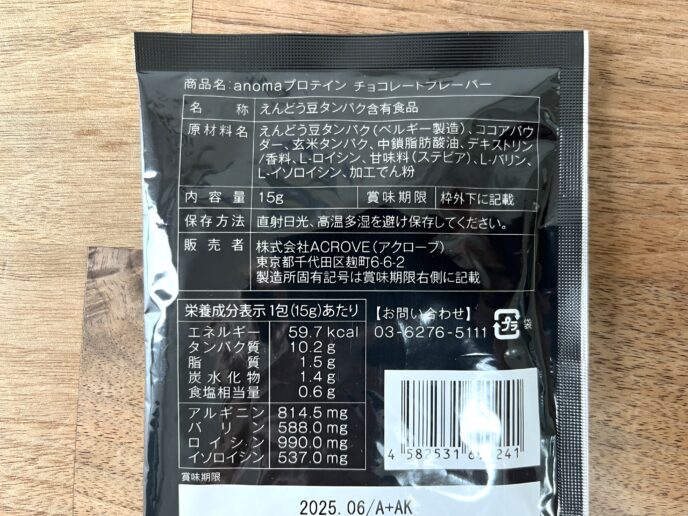 商品名：anomaプロテイン チョコレートフレーバー
名称 えんどう豆タンパク含有食品
原材料名 えんどう豆タンパク（ベルギー製造）、ココアパウ
ダー、玄米タンパク、中鎖脂肪酸油、デキストリン
/香料、L-ロイシン、甘味料（ステビア）、L-バリン、
L-イソロイシン、加工でん粉
内容量 15g 賞味期限 枠外下に記載
保存方法 直射日光、高温多湿を避け保存してください。
販売者 株式会社ACROVE（アクローブ）
東京都千代田区麹町6-6-2
製造所固有記号は賞味期限右側に記載
栄養成分表示 1包（15g）あたり
エネルギー 59.7 kcal
タンパク質 10.2 g
脂質 1.5 g
炭水化物 1.4 g
食塩相当量 0.6 g
アルギニン 814.5 mg
バリン 588.0 mg
ロイシン 990.0 mg
イソロイシン 537.0 mg
【お問い合わせ】
03-6276-5111
プラ 袋
4 582531
241
賞味期限
2025. 06/A+AK